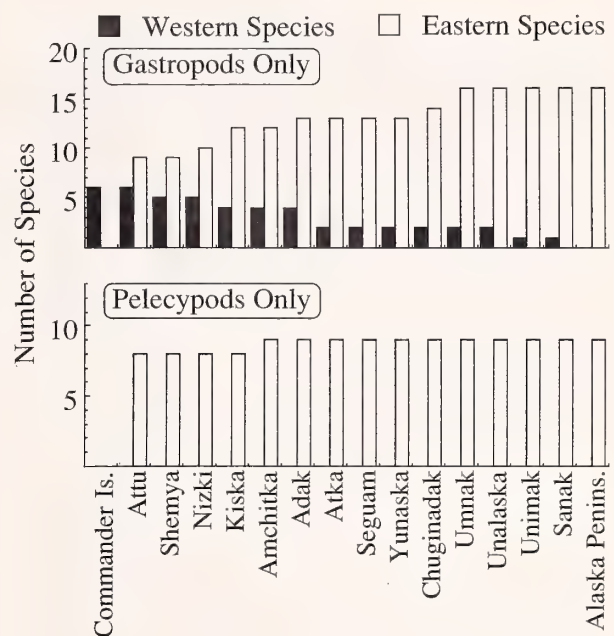 Western Species Eastern Species
Gastropods Only
20
15
10
5
Number of Species
Pelecypods Only
10
5
Commander Is.
Attu
Shemya
Nizki
Kiska
Amchitka
Adak
Atka
Seguam
Yunaska
Chuginadak
Umnak
Unalaska
Unimak
Sanak
Alaska Penins.